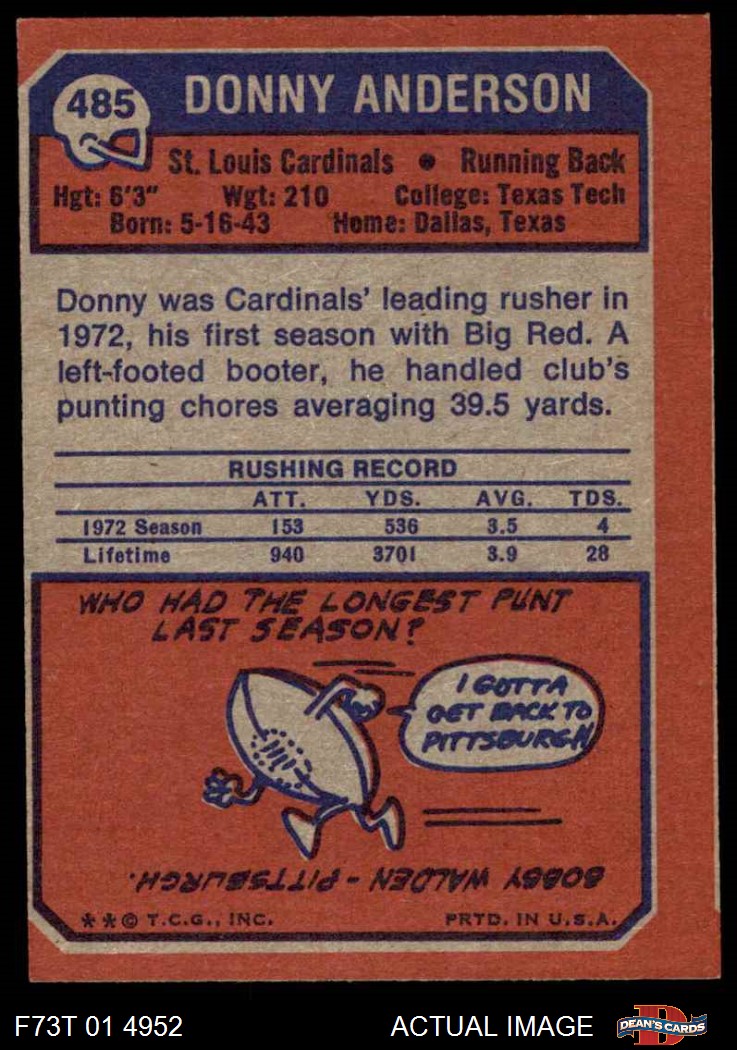 485
DONNY ANDERSON
St. Louis Cardinals • Running Back
Hgt: 6'3" Wgt: 210 College: Texas Tech
Born: 5-16-43 Home: Dallas, Texas
Donny was Cardinals' leading rusher in
1972, his first season with Big Red. A
left-footed booter, he handled club's
punting chores averaging 39.5 yards.
RUSHING RECORD
ATT. YDS. AVG. TDS.
1972 Season 153 536 3.5 4
Lifetime 940 3701 3.9 28
WHO HAD THE LONGEST PUNT
LAST SEASON?
I GOTTA
GET BACK TO
PITTSBURGH
BOBBY WALDEN - PITTSBURGH.
**© T.C.G., INC. PRTD. IN U.S.A.
F73T 01 4952 ACTUAL IMAGE
D
DEAN'S CARDS